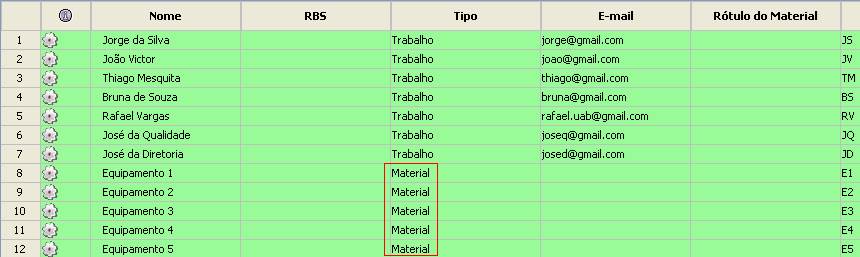 Nome RBS Tipo E-mail Rótulo do Material
1 Jorge da Silva Trabalho jorge@gmail.com JS
2 João Victor Trabalho joao@gmail.com JV
3 Thiago Mesquita Trabalho thiago@gmail.com TM
4 Bruna de Souza Trabalho bruna@gmail.com BS
5 Rafael Vargas Trabalho rafael.uab@gmail.com RV
6 José da Qualidade Trabalho joseq@gmail.com JQ
7 José da Diretoria Trabalho josed@gmail.com JD
8 Equipamento 1 Material E1
9 Equipamento 2 Material E2
10 Equipamento 3 Material E3
11 Equipamento 4 Material E4
12 Equipamento 5 Material E5